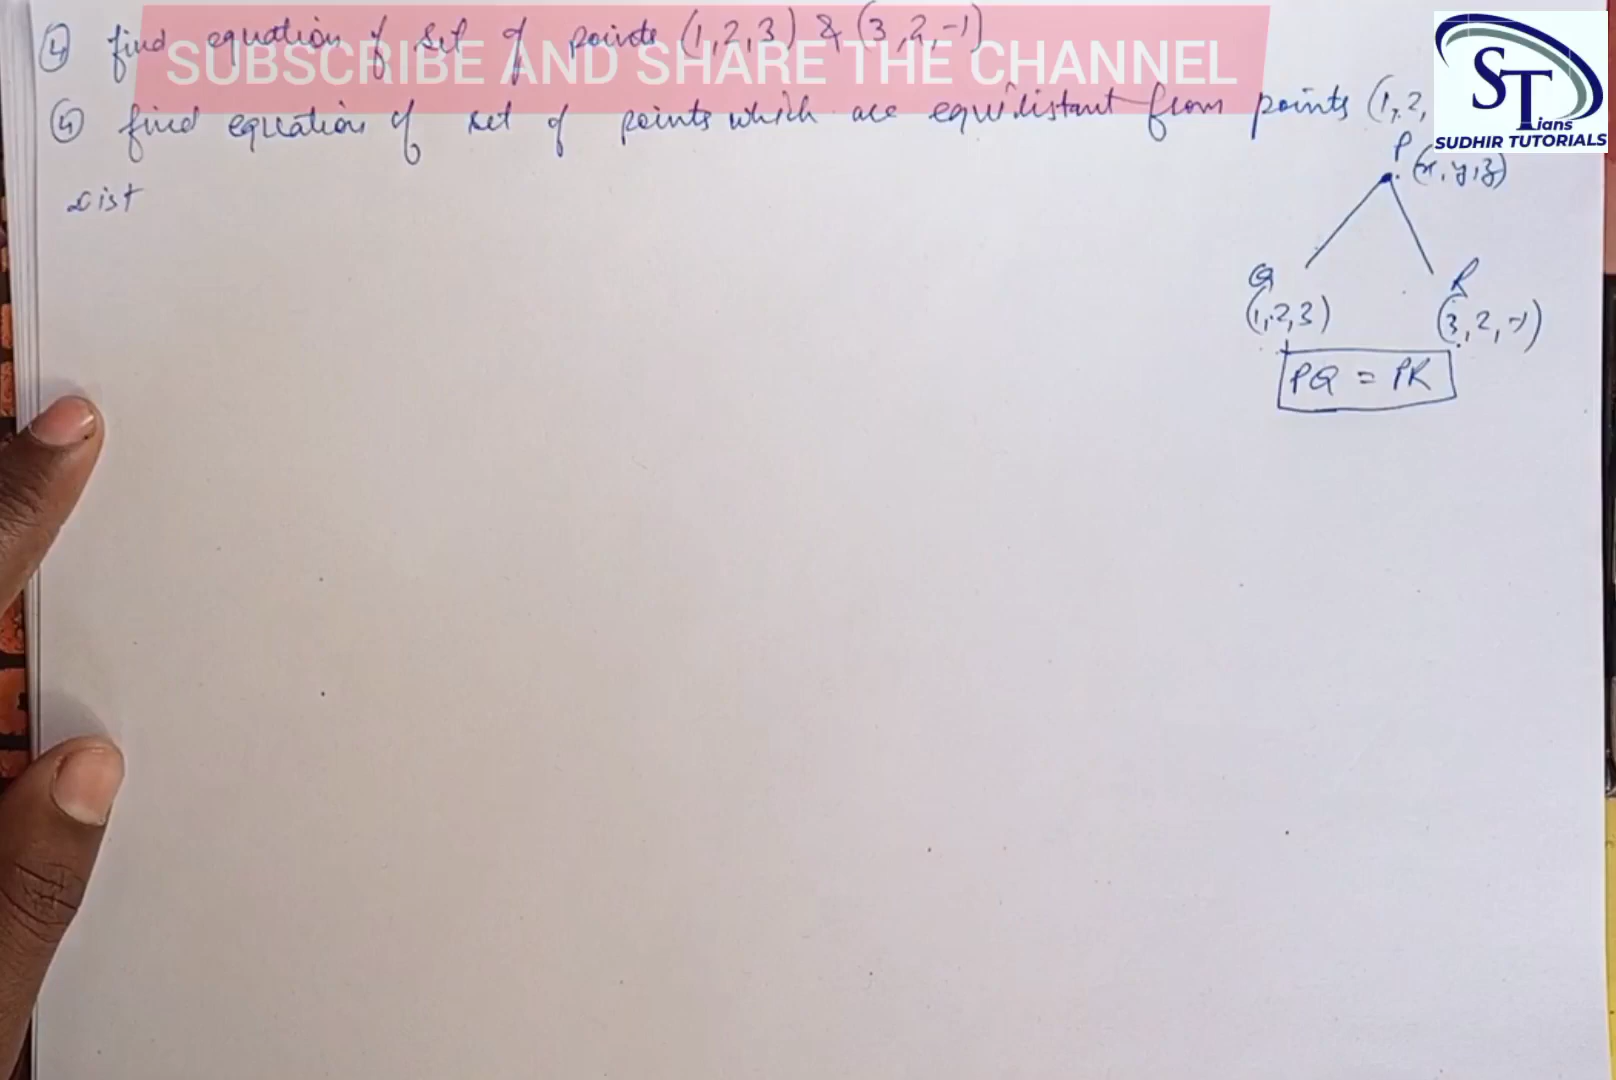 ④ find equation of set of points (1,2,3) & (3,2,-1)
SUBSCRIBE AND SHARE THE CHANNEL
④ find equation of set of points which are equidistant from points (1,2,
ST
ians
SUDHIR TUTORIALS
P (x,y,z)
dist
Q R
(1,2,3) (3,2,-1)
PQ = PR